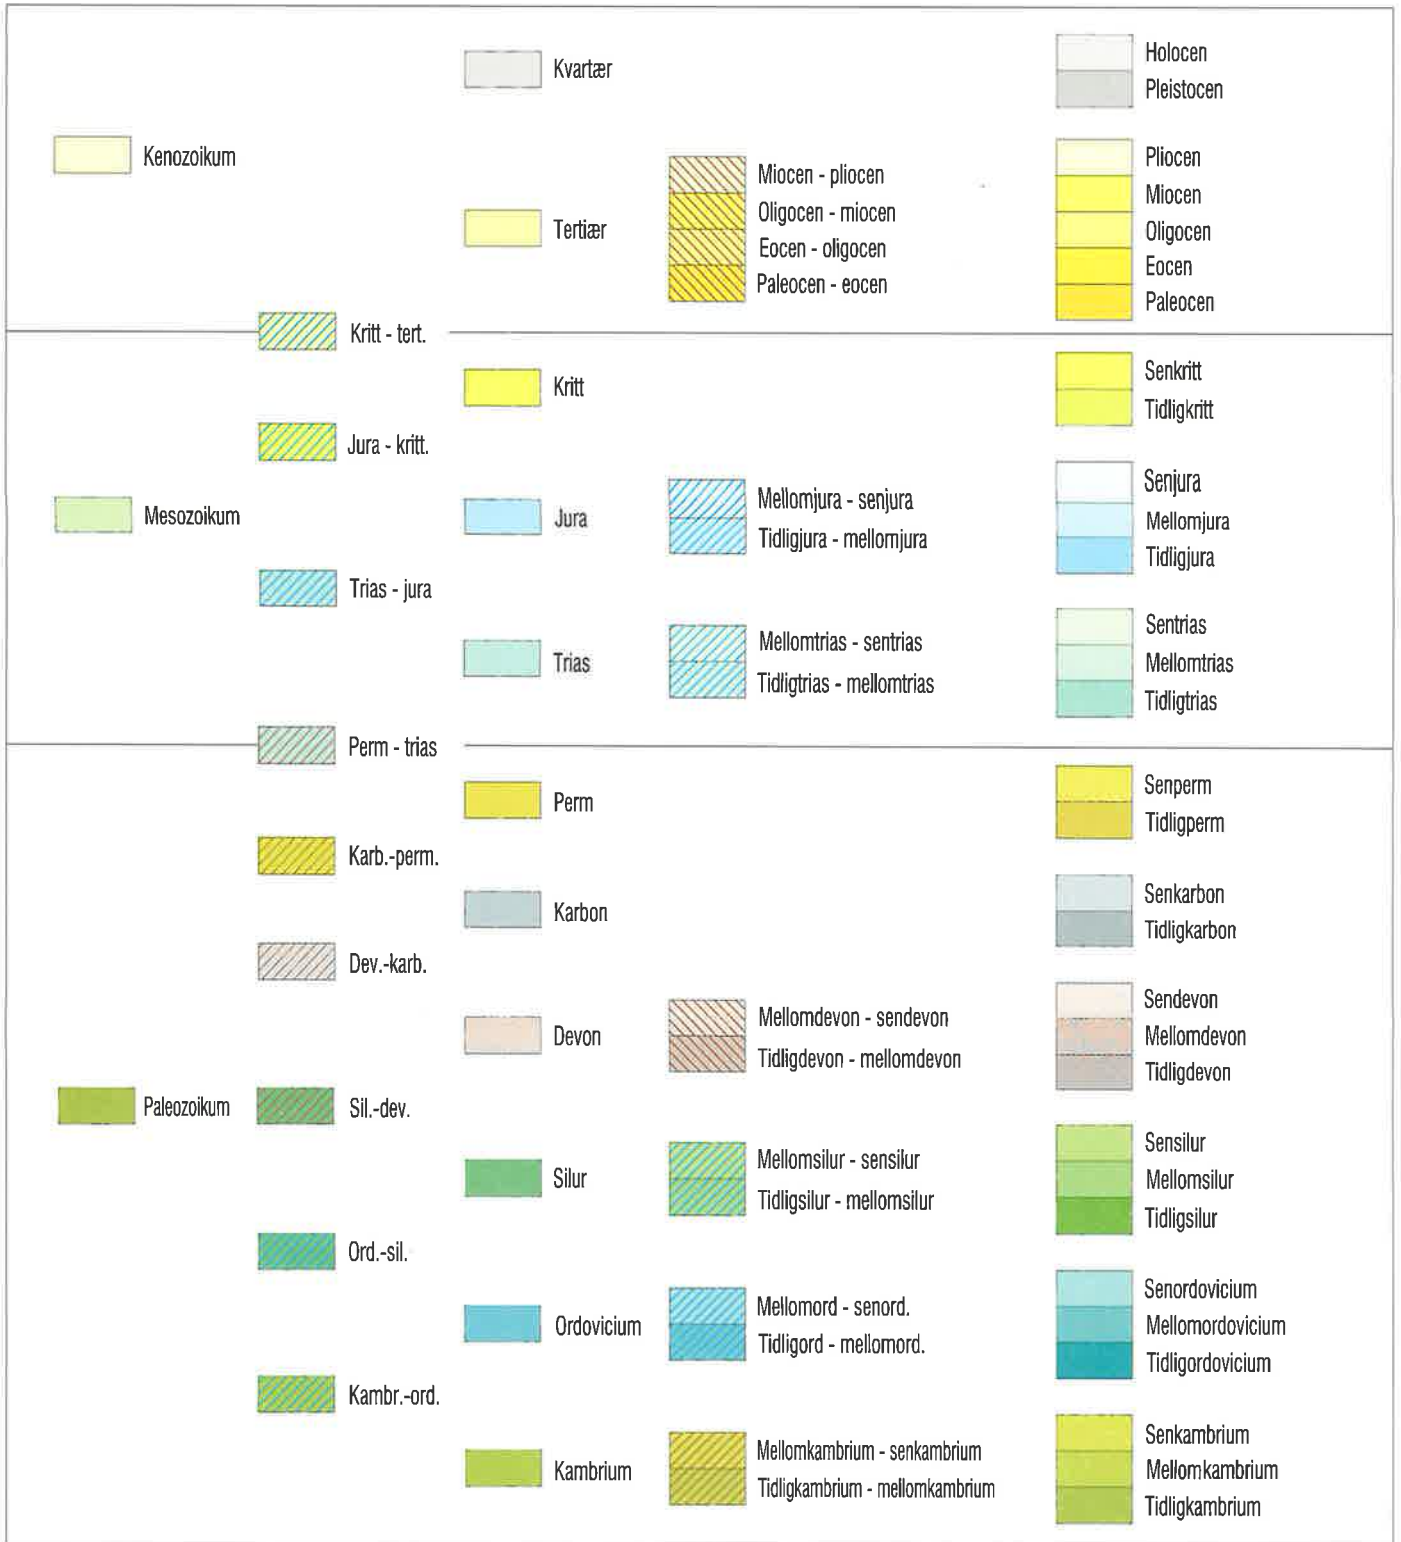 Kvartær
Holocen
Pleistocen
Kenozoikum
Pliocen
Miocen - pliocen
Miocen
Oligocen - miocen
Tertiær
Oligocen
Eocen - oligocen
Eocen
Paleocen - eocen
Paleocen
Kritt - tert.
Kritt
Senkritt
Tidligkritt
Jura - kritt.
Mesozoikum
Jura
Mellomjura - senjura
Tidligjura - mellomjura
Senjura
Mellomjura
Tidligjura
Trias - jura
Trias
Mellomtrias - sentrias
Tidligtrias - mellomtrias
Sentrias
Mellomtrias
Tidligtrias
Perm - trias
Perm
Senperm
Tidligperm
Karb.-perm.
Karbon
Senkarbon
Tidligkarbon
Dev.-karb.
Devon
Mellomdevon - sendevon
Tidligdevon - mellomdevon
Sendevon
Mellomdevon
Tidligdevon
Paleozoikum
Sil.-dev.
Silur
Mellomsilur - sensilur
Tidligsilur - mellomsilur
Sensilur
Mellomsilur
Tidligsilur
Ord.-sil.
Ordovicium
Mellomord - senord.
Tidligord - mellomord.
Senordovicium
Mellomordovicium
Tidligordovicium
Kambr.-ord.
Kambrium
Mellomkambrium - senkambrium
Tidligkambrium - mellomkambrium
Senkambrium
Mellomkambrium
Tidligkambrium